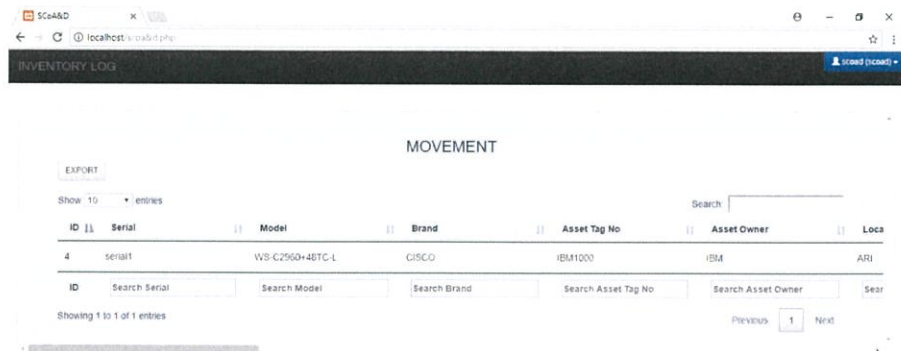 SCoA&D
localhost/scoa&d.php
INVENTORY LOG
scoad (scoad)
MOVEMENT
EXPORT
Show 10 entries
Search:
ID Serial Model Brand Asset Tag No Asset Owner Loca
4 serial1 WS-C2960+48TC-L CISCO IBM1000 IBM ARI
ID Search Serial Search Model Search Brand Search Asset Tag No Search Asset Owner Sear
Showing 1 to 1 of 1 entries
Previous 1 Next